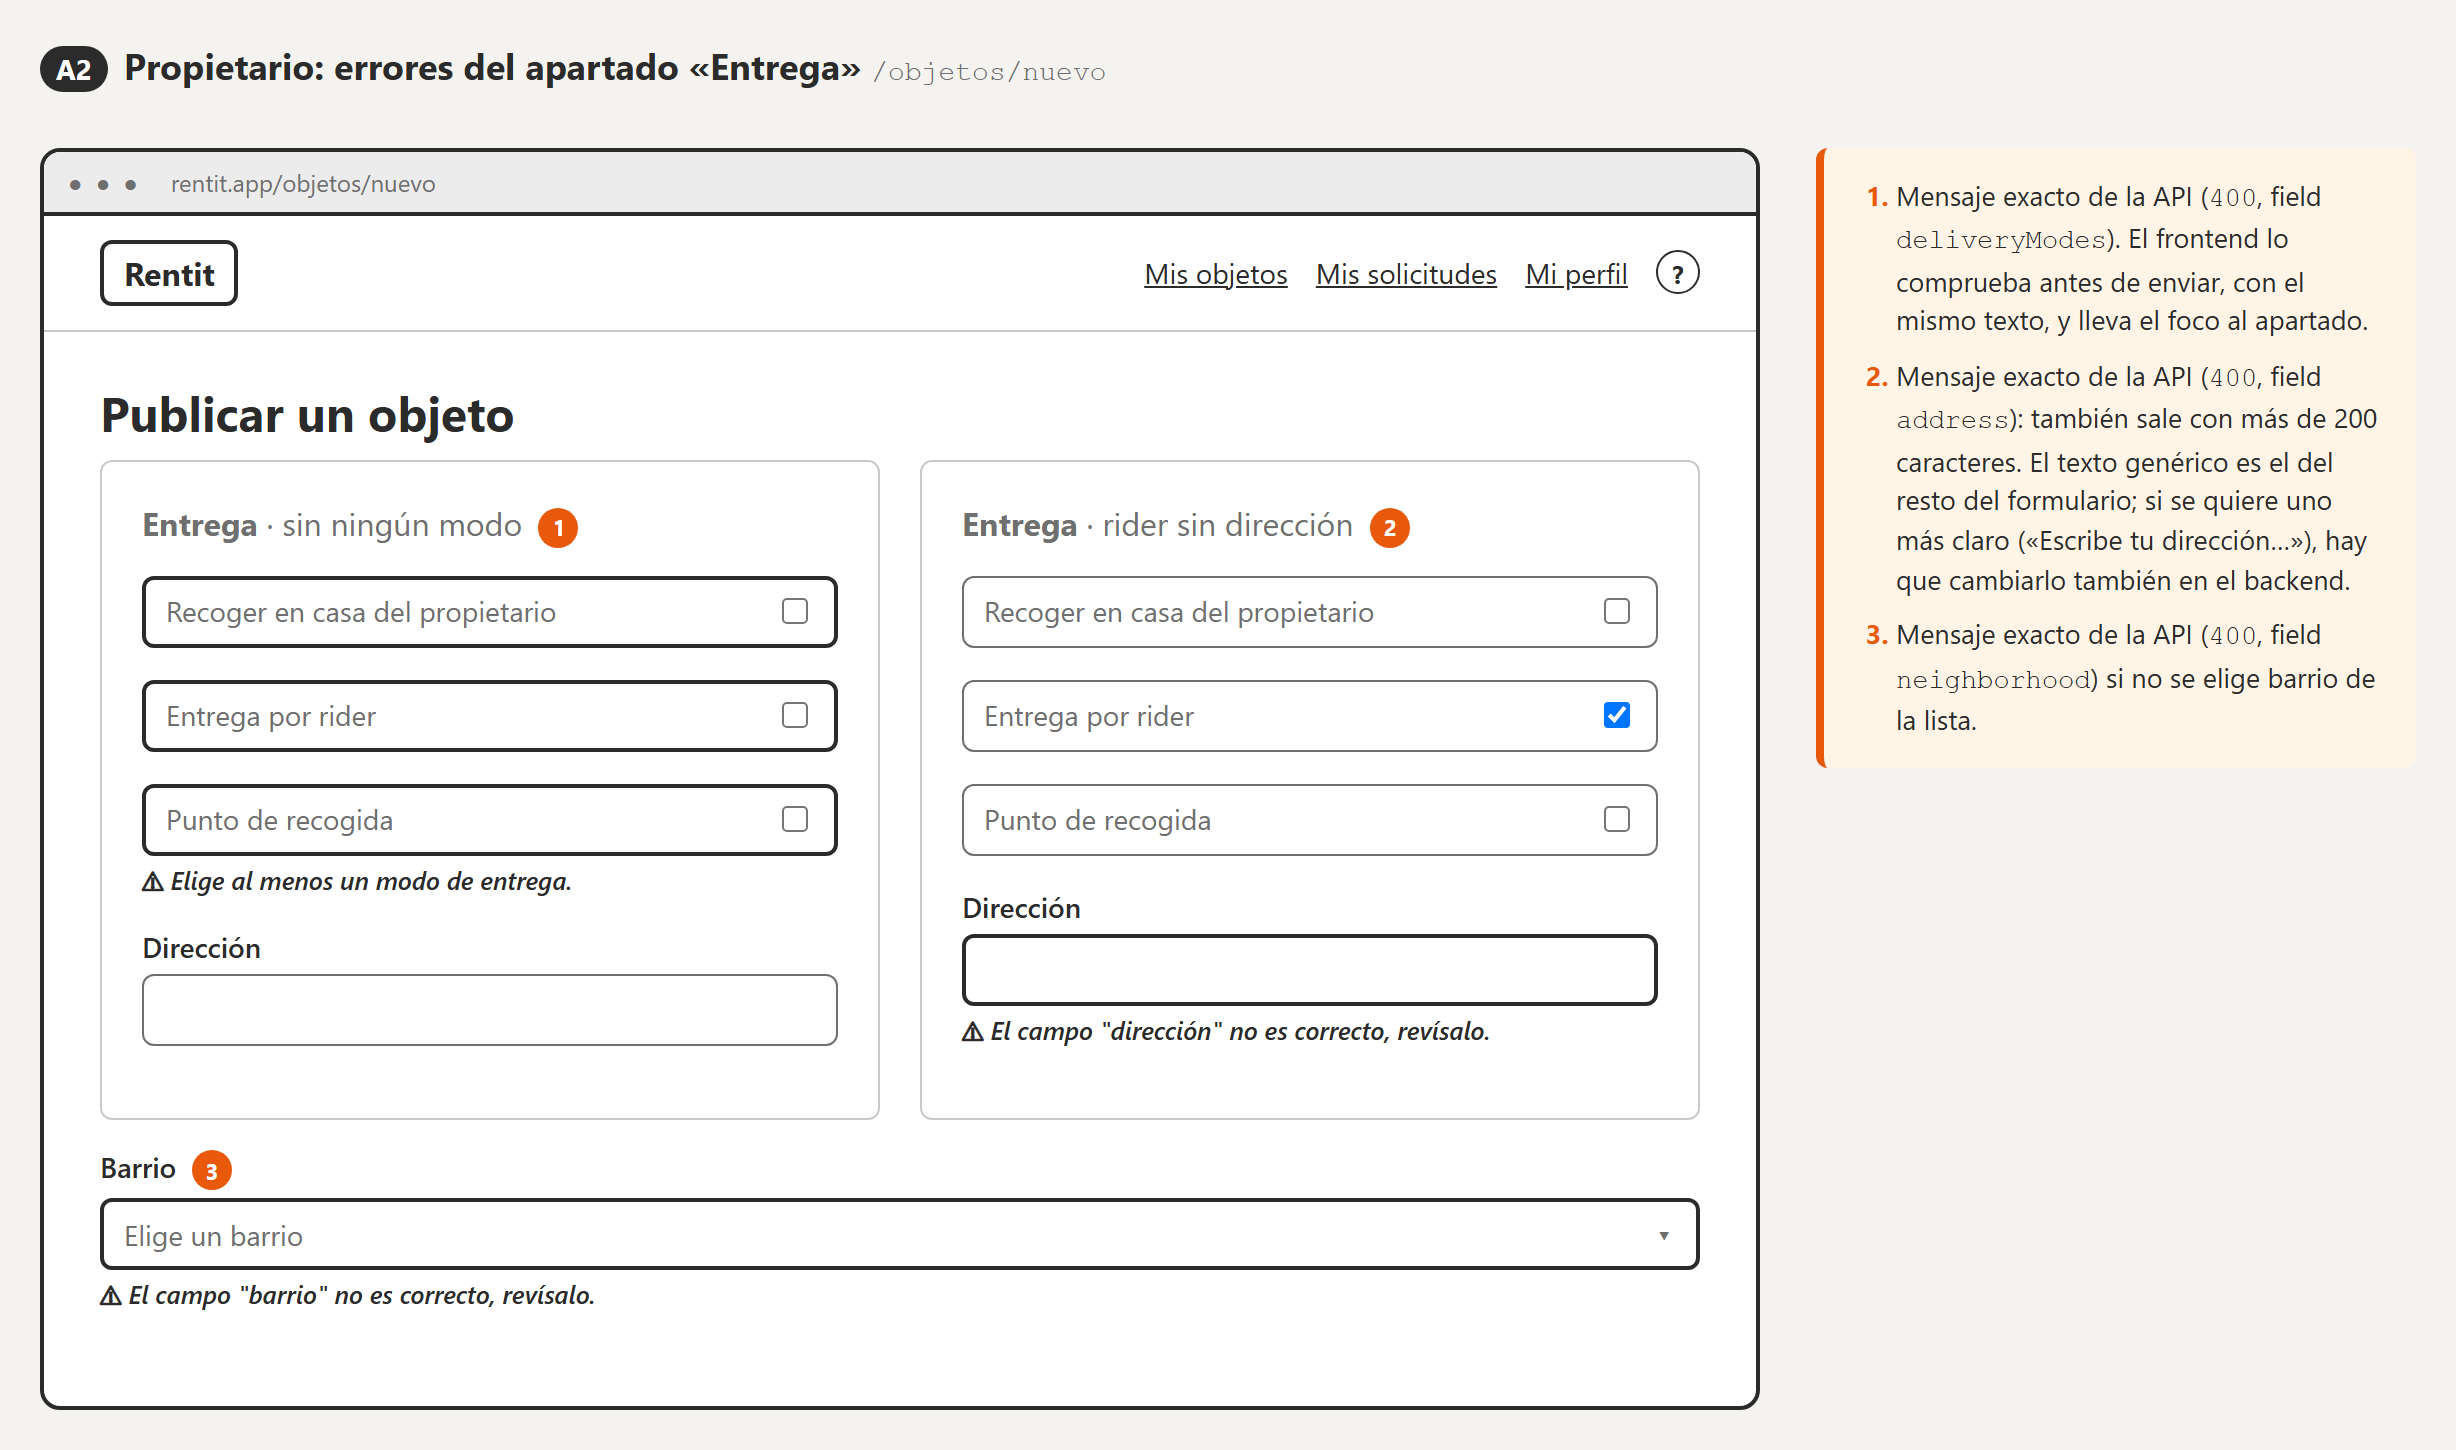 A2 Propietario: errores del apartado «Entrega» /objetos/nuevo
rentit.app/objetos/nuevo
Rentit
Mis objetos Mis solicitudes Mi perfil ?
Publicar un objeto
Entrega · sin ningún modo 1
Recoger en casa del propietario
Entrega por rider
Punto de recogida
⚠ Elige al menos un modo de entrega.
Dirección
Entrega · rider sin dirección 2
Recoger en casa del propietario
Entrega por rider
Punto de recogida
Dirección
⚠ El campo "dirección" no es correcto, revísalo.
Barrio 3
Elige un barrio
⚠ El campo "barrio" no es correcto, revísalo.
1. Mensaje exacto de la API (400, field
deliveryModes). El frontend lo
comprueba antes de enviar, con el
mismo texto, y lleva el foco al apartado.
2. Mensaje exacto de la API (400, field
address): también sale con más de 200
caracteres. El texto genérico es el del
resto del formulario; si se quiere uno
más claro («Escribe tu dirección…»), hay
que cambiarlo también en el backend.
3. Mensaje exacto de la API (400, field
neighborhood) si no se elige barrio de
la lista.